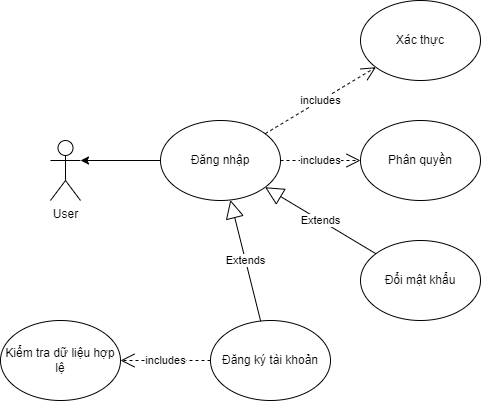 Xác thực
includes
Đăng nhập
includes
Phân quyền
User
Extends
Extends
Đổi mật khẩu
Kiểm tra dữ liệu hợp
lệ
includes
Đăng ký tài khoản